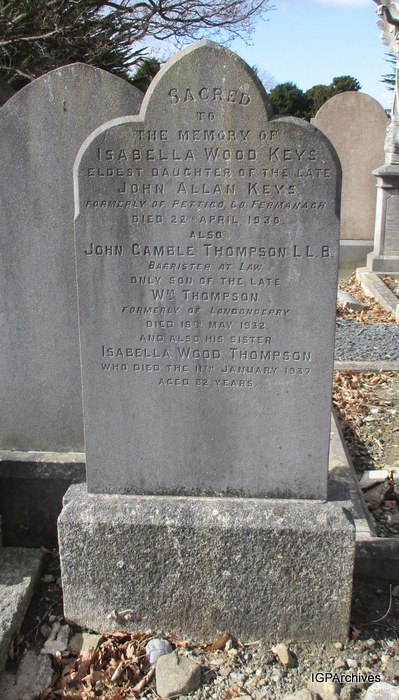 SACRED
TO
THE MEMORY OF
ISABELLA WOOD KEYS
ELDEST DAUGHTER OF THE LATE
JOHN ALLAN KEYS
FORMERLY OF PETTIGO CO FERMANAGH
DIED 22ND APRIL 1930.
ALSO
JOHN GAMBLE THOMPSON L L.B.
BARRISTER AT LAW
ONLY SON OF THE LATE
WM THOMPSON
FORMERLY OF LONDONDERRY
DIED 16TH MAY 1932
AND ALSO HIS SISTER
ISABELLA WOOD THOMPSON
WHO DIED THE 11TH JANUARY 1937
AGED 82 YEARS.
IGPArchives